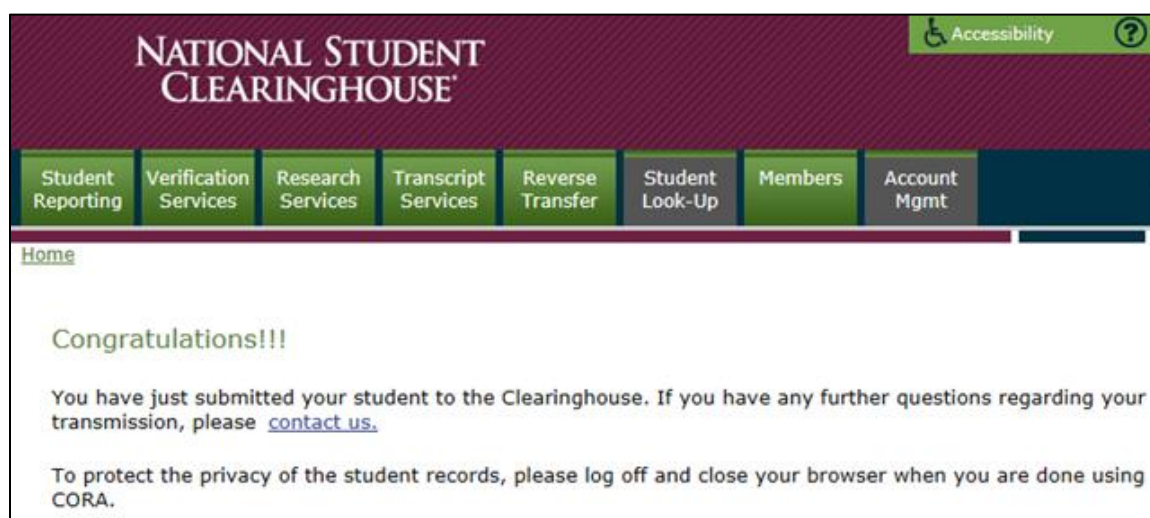 Accessibility ?
NATIONAL STUDENT
CLEARINGHOUSE
Student Reporting
Verification Services
Research Services
Transcript Services
Reverse Transfer
Student Look-Up
Members
Account Mgmt
Home
Congratulations!!!
You have just submitted your student to the Clearinghouse. If you have any further questions regarding your
transmission, please contact us.
To protect the privacy of the student records, please log off and close your browser when you are done using
CORA.